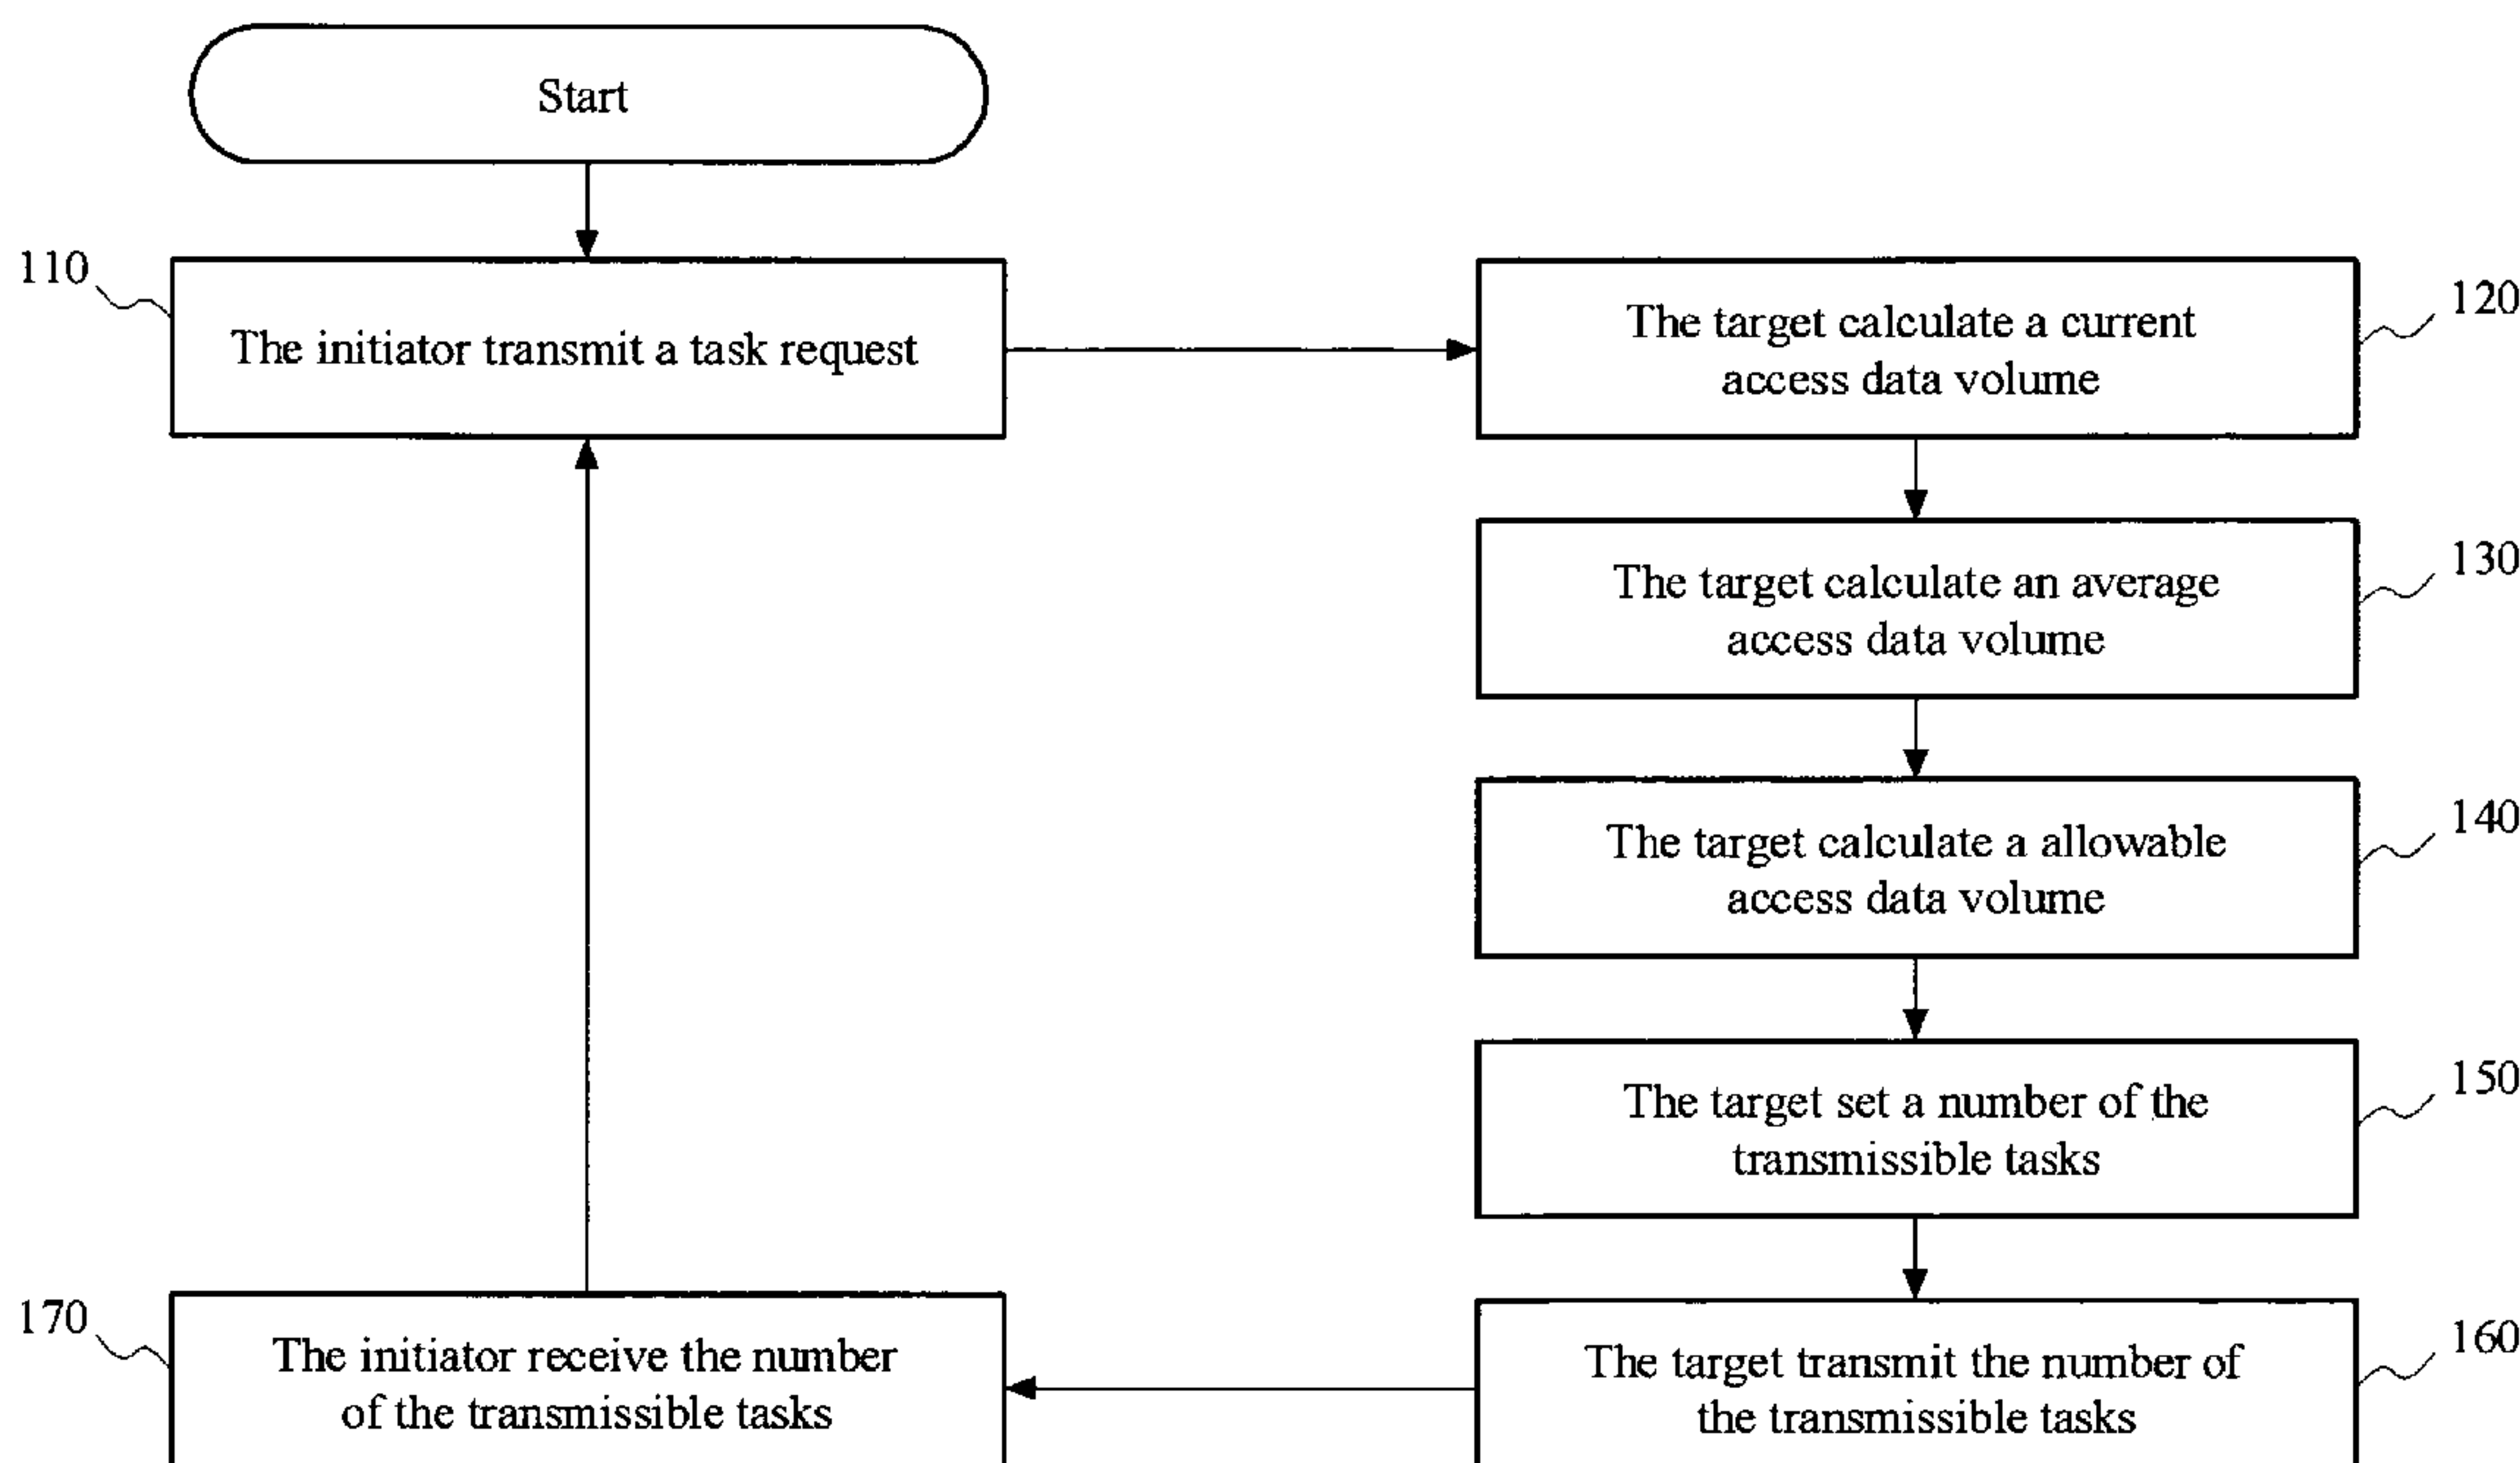 Start
110
The initiator transmit a task request
120
The target calculate a current
access data volume
130
The target calculate an average
access data volume
140
The target calculate a allowable
access data volume
150
The target set a number of the
transmissible tasks
160
The target transmit the number of
the transmissible tasks
170
The initiator receive the number
of the transmissible tasks